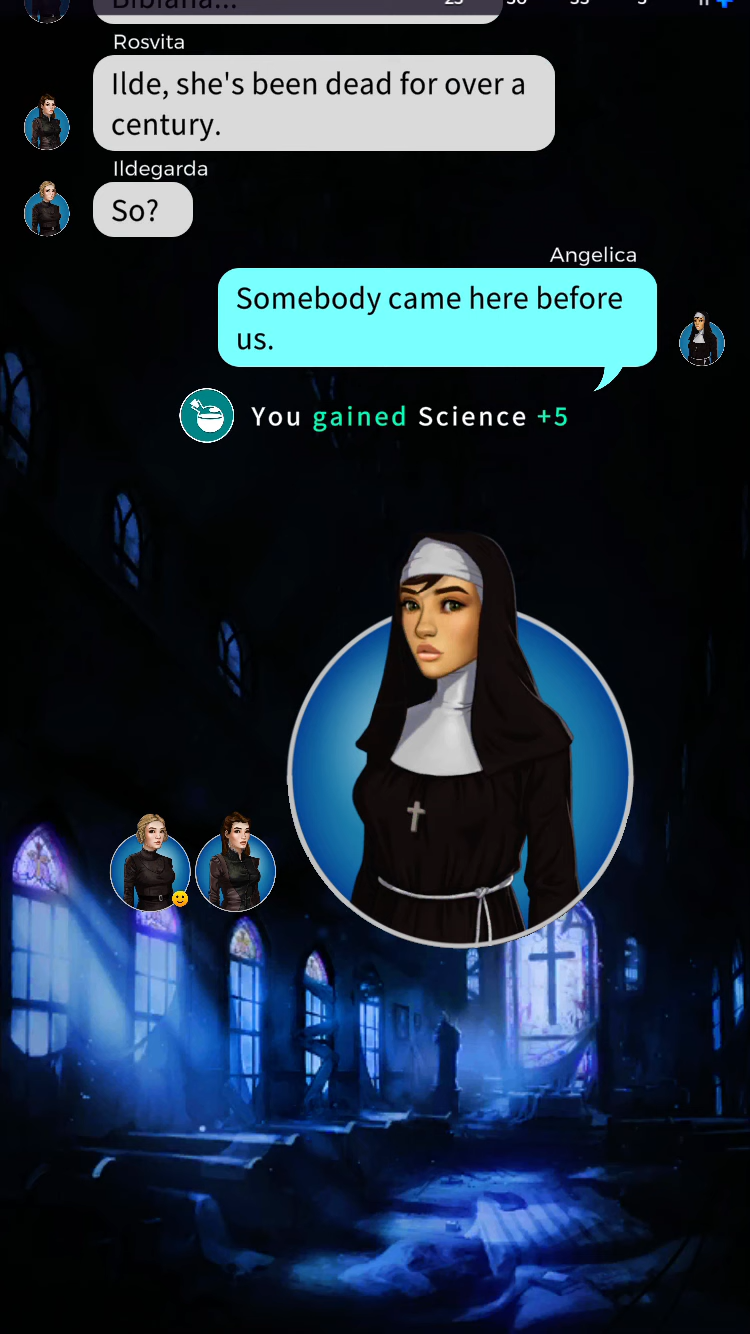 Bibiana...
Rosvita
Ilde, she's been dead for over a
century.
Ildegarda
So?
Angelica
Somebody came here before
us.
You gained Science +5